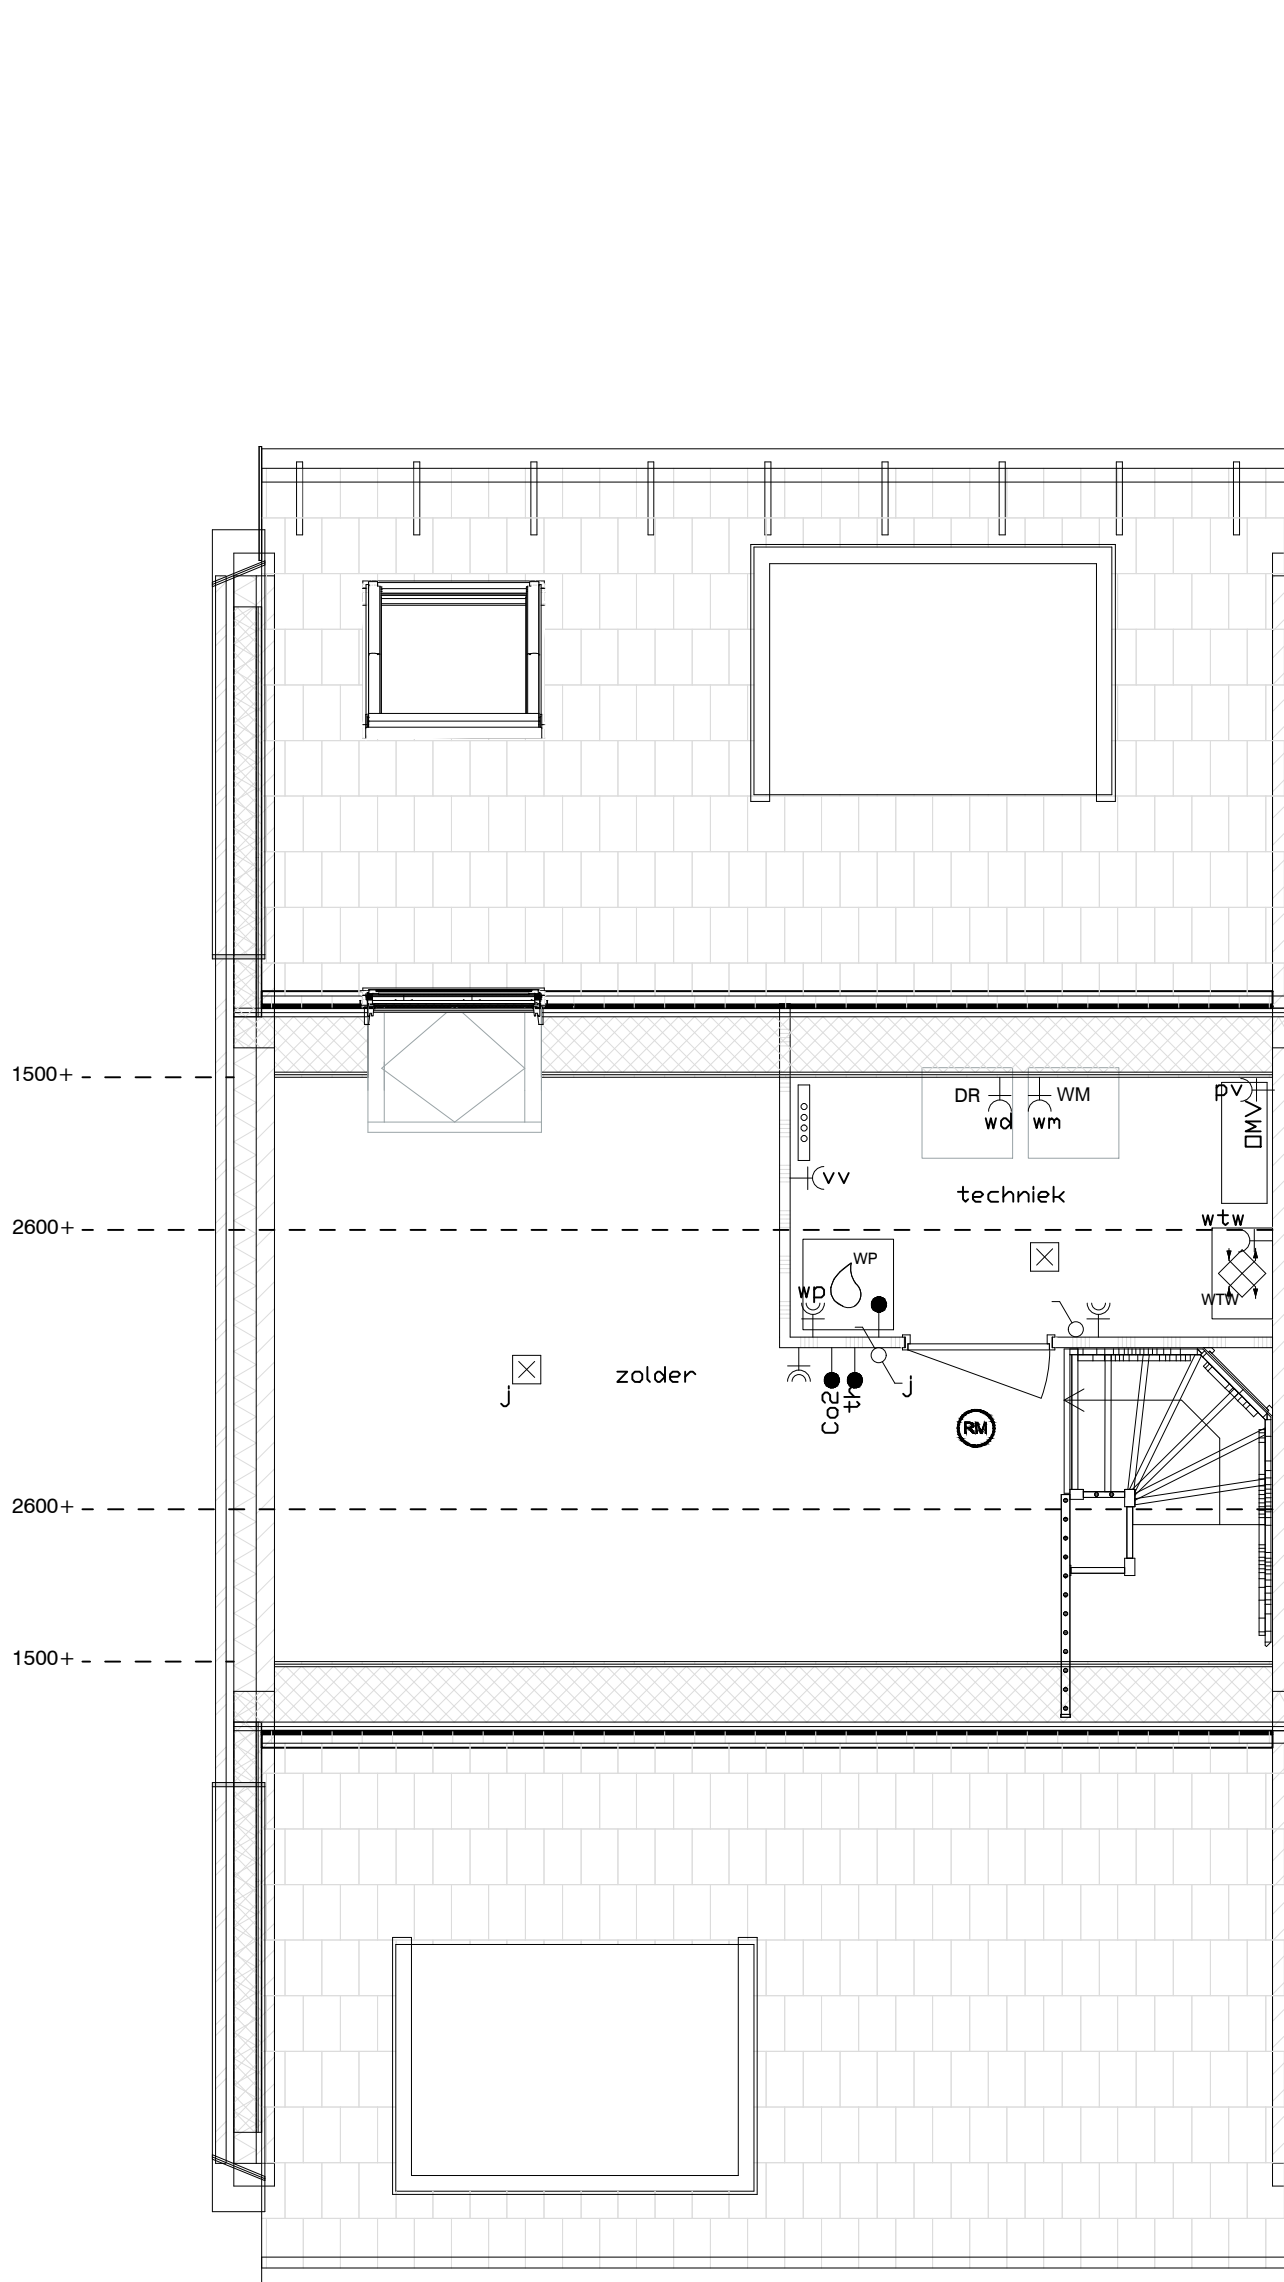 1500+
DR
WM
pv
wd
wm
OMV
vv
techniek
wtw
2600+
WP
wp
WTW
zolder
j
j
Co2
th
RM
2600+
1500+